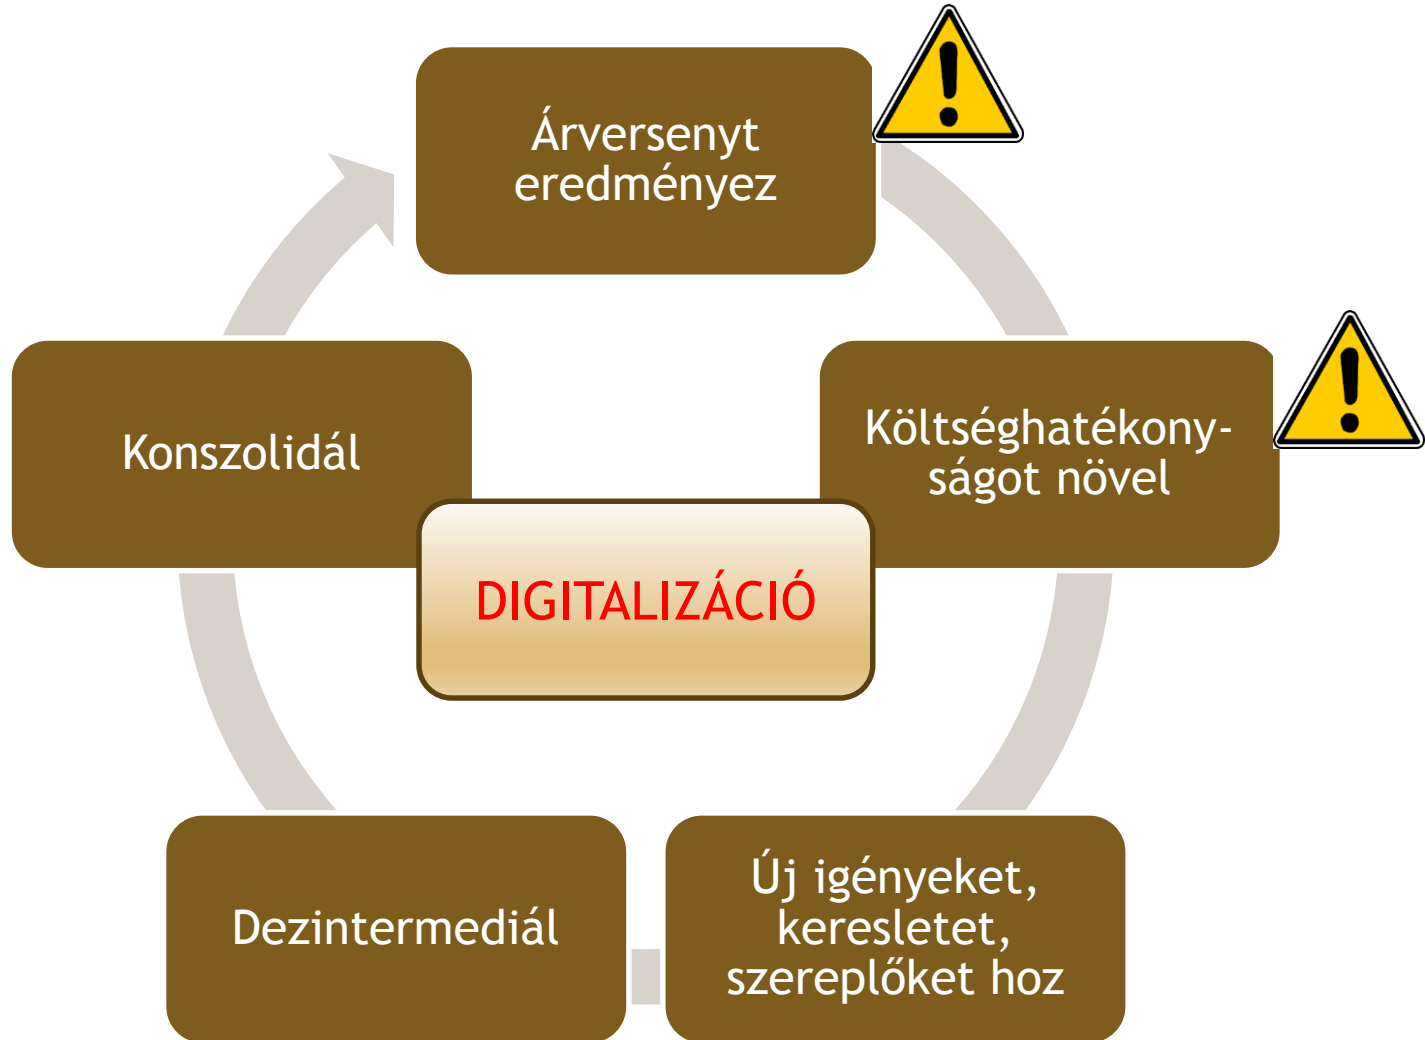 Árversenyt
eredményez
Költséghatékony-
ságot növel
Új igényeket,
keresletet,
szereplőket hoz
Dezintermediál
Konszolidál
DIGITALIZÁCIÓ